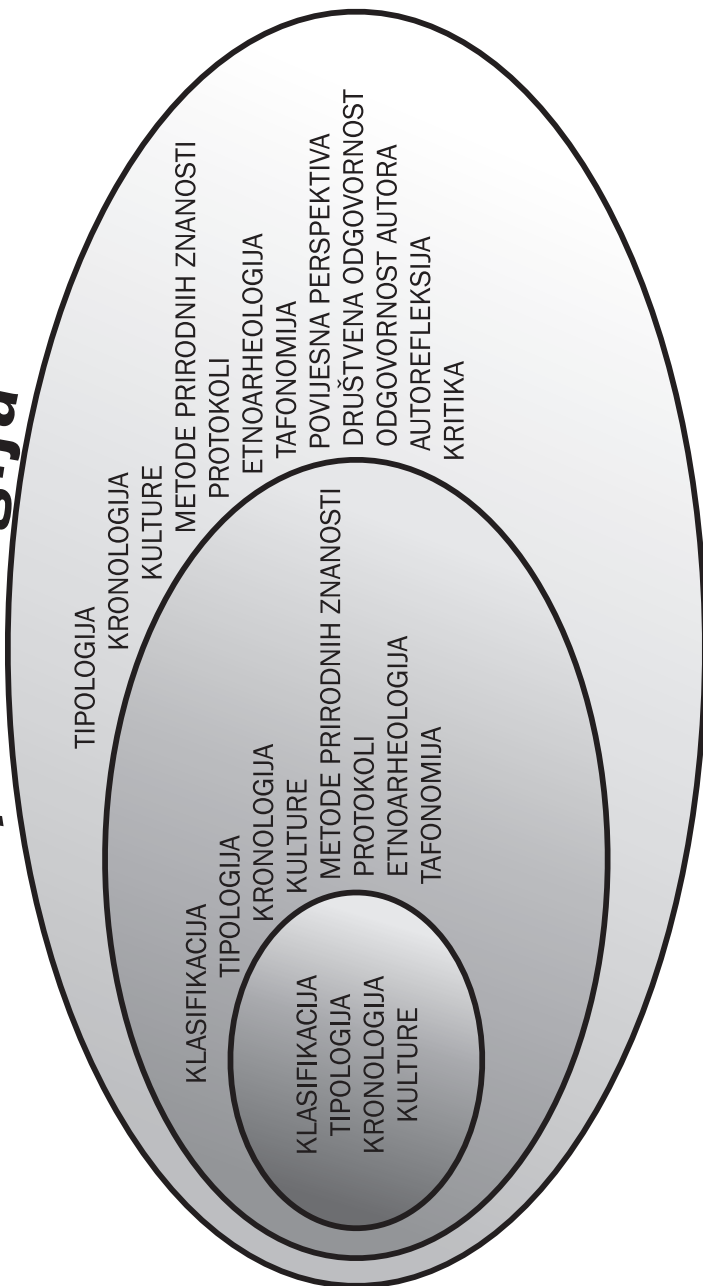 KLASIFIKACIJA
TIPOLOGIJA
KRONOLOGIJA
KULTURE
KLASIFIKACIJA
TIPOLOGIJA
KRONOLOGIJA
KULTURE
METODE PRIRODNIH ZNANOSTI
PROTOKOLI
ETNOARHEOLOGIJA
TAFONOMIJA
TIPOLOGIJA
KRONOLOGIJA
KULTURE
METODE PRIRODNIH ZNANOSTI
PROTOKOLI
ETNOARHEOLOGIJA
TAFONOMIJA
POVIJESNA PERSPEKTIVA
DRUŠTVENA ODGOVORNOST
ODGOVORNOST AUTORA
AUTOREFLEKSIJA
KRITIKA